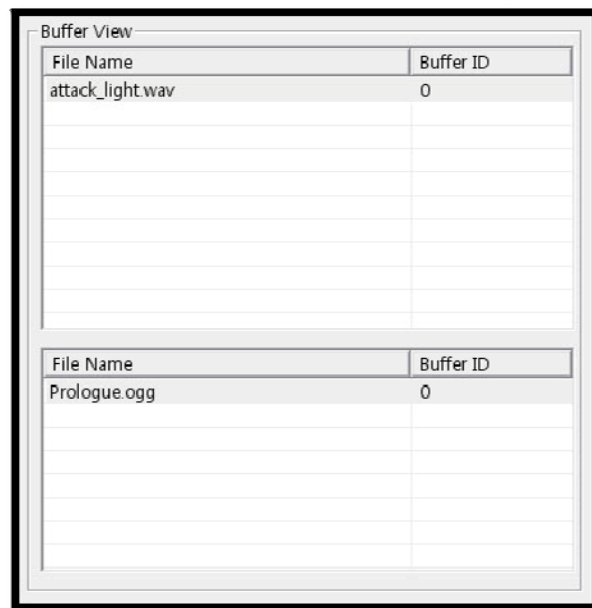 Buffer View
File Name Buffer ID
attack_light.wav 0
File Name Buffer ID
Prologue.ogg 0